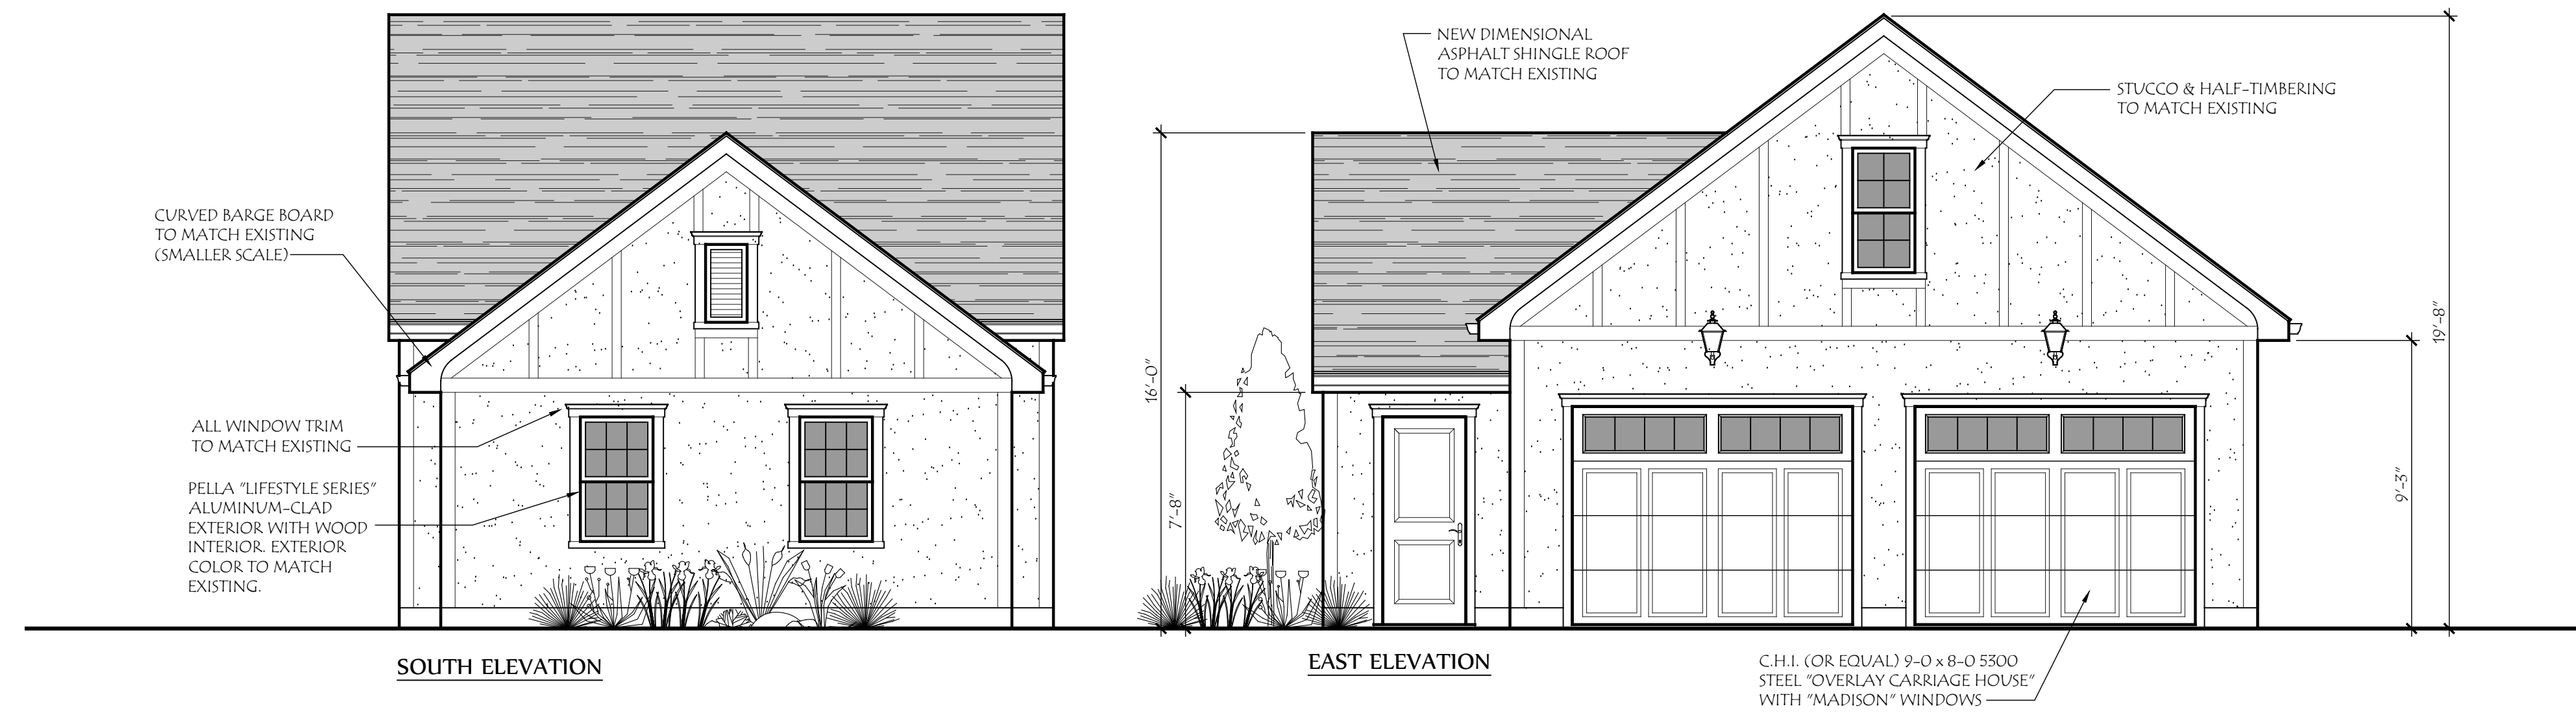 CURVED BARGE BOARD
TO MATCH EXISTING
(SMALLER SCALE)
ALL WINDOW TRIM
TO MATCH EXISTING
PELLA "LIFESTYLE SERIES"
ALUMINUM-CLAD
EXTERIOR WITH WOOD
INTERIOR. EXTERIOR
COLOR TO MATCH
EXISTING.
SOUTH ELEVATION
NEW DIMENSIONAL
ASPHALT SHINGLE ROOF
TO MATCH EXISTING
STUCCO & HALF-TIMBERING
TO MATCH EXISTING
16'-0"
7'-8"
19'-8"
9'-3"
EAST ELEVATION
C.H.I. (OR EQUAL) 9-0 x 8-0 5300
STEEL "OVERLAY CARRIAGE HOUSE"
WITH "MADISON" WINDOWS